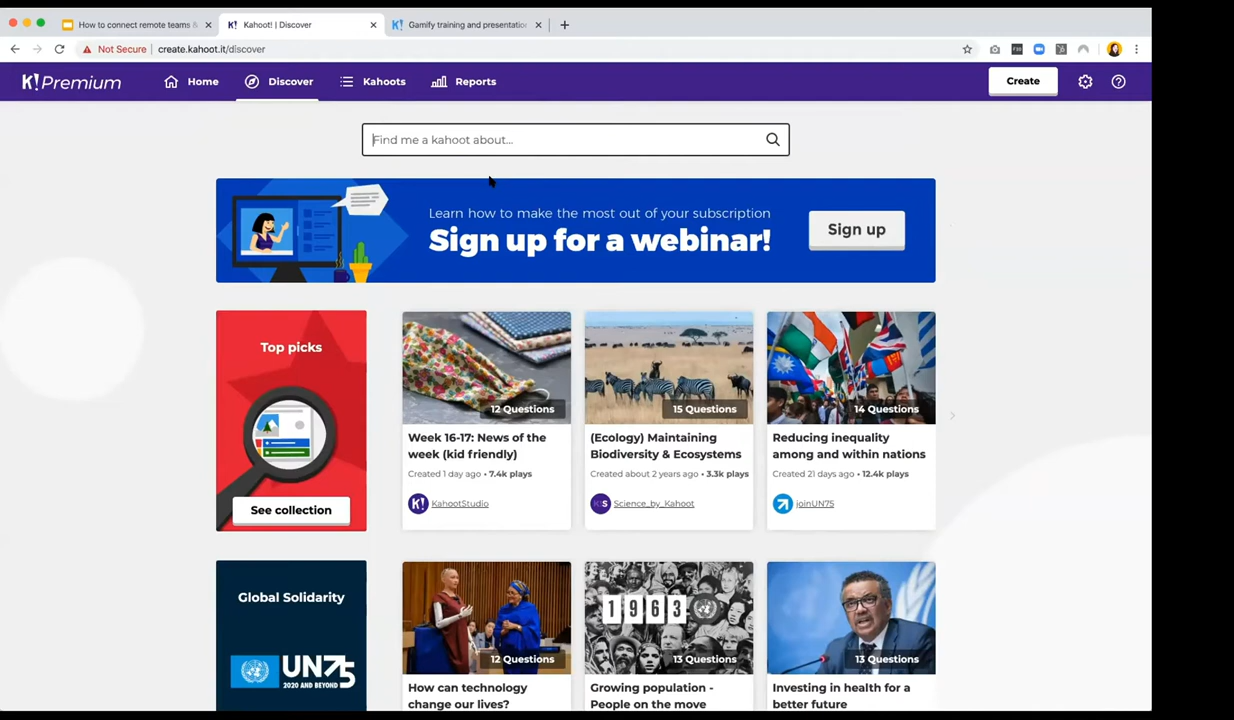 How to connect remote teams &
Kahoot! | Discover
Gamify training and presentation
Not Secure | create.kahoot.it/discover
K!Premium
Home
Discover
Kahoots
Reports
Create
Find me a kahoot about...
Learn how to make the most out of your subscription
Sign up for a webinar!
Sign up
Top picks
See collection
12 Questions
Week 16-17: News of the
week (kid friendly)
Created 1 day ago • 7.4k plays
K!
KahootStudio
15 Questions
(Ecology) Maintaining
Biodiversity & Ecosystems
Created about 2 years ago • 3.3k plays
K!S
Science_by_Kahoot
14 Questions
Reducing inequality
among and within nations
Created 21 days ago • 12.4k plays
joinUN75
Global Solidarity
UN75
2020 AND BEYOND
12 Questions
How can technology
change our lives?
1963
13 Questions
Growing population -
People on the move
13 Questions
Investing in health for a
better future